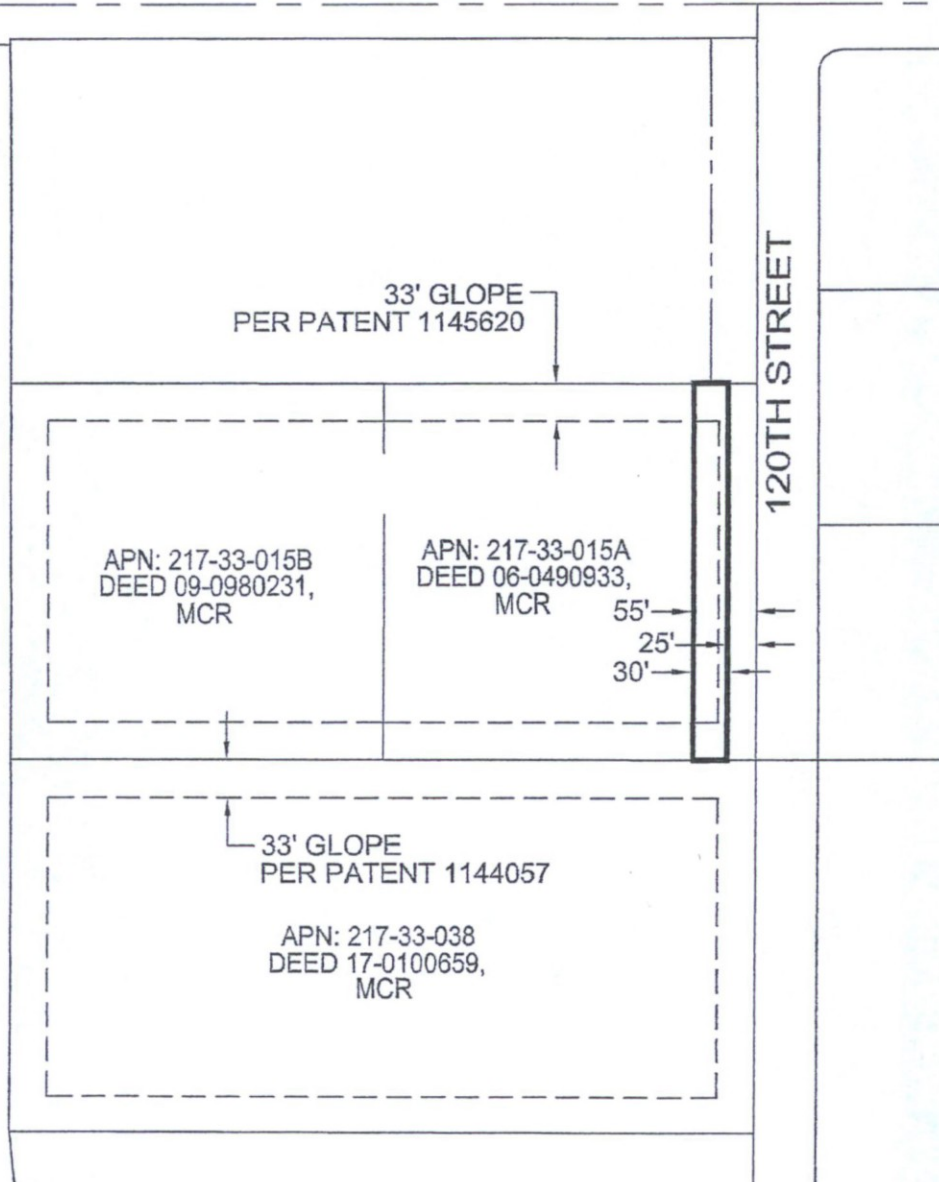 33' GLOPE
PER PATENT 1145620
120TH STREET
APN: 217-33-015B
DEED 09-0980231,
MCR
APN: 217-33-015A
DEED 06-0490933,
MCR
55'
25'
30'
33' GLOPE
PER PATENT 1144057
APN: 217-33-038
DEED 17-0100659,
MCR